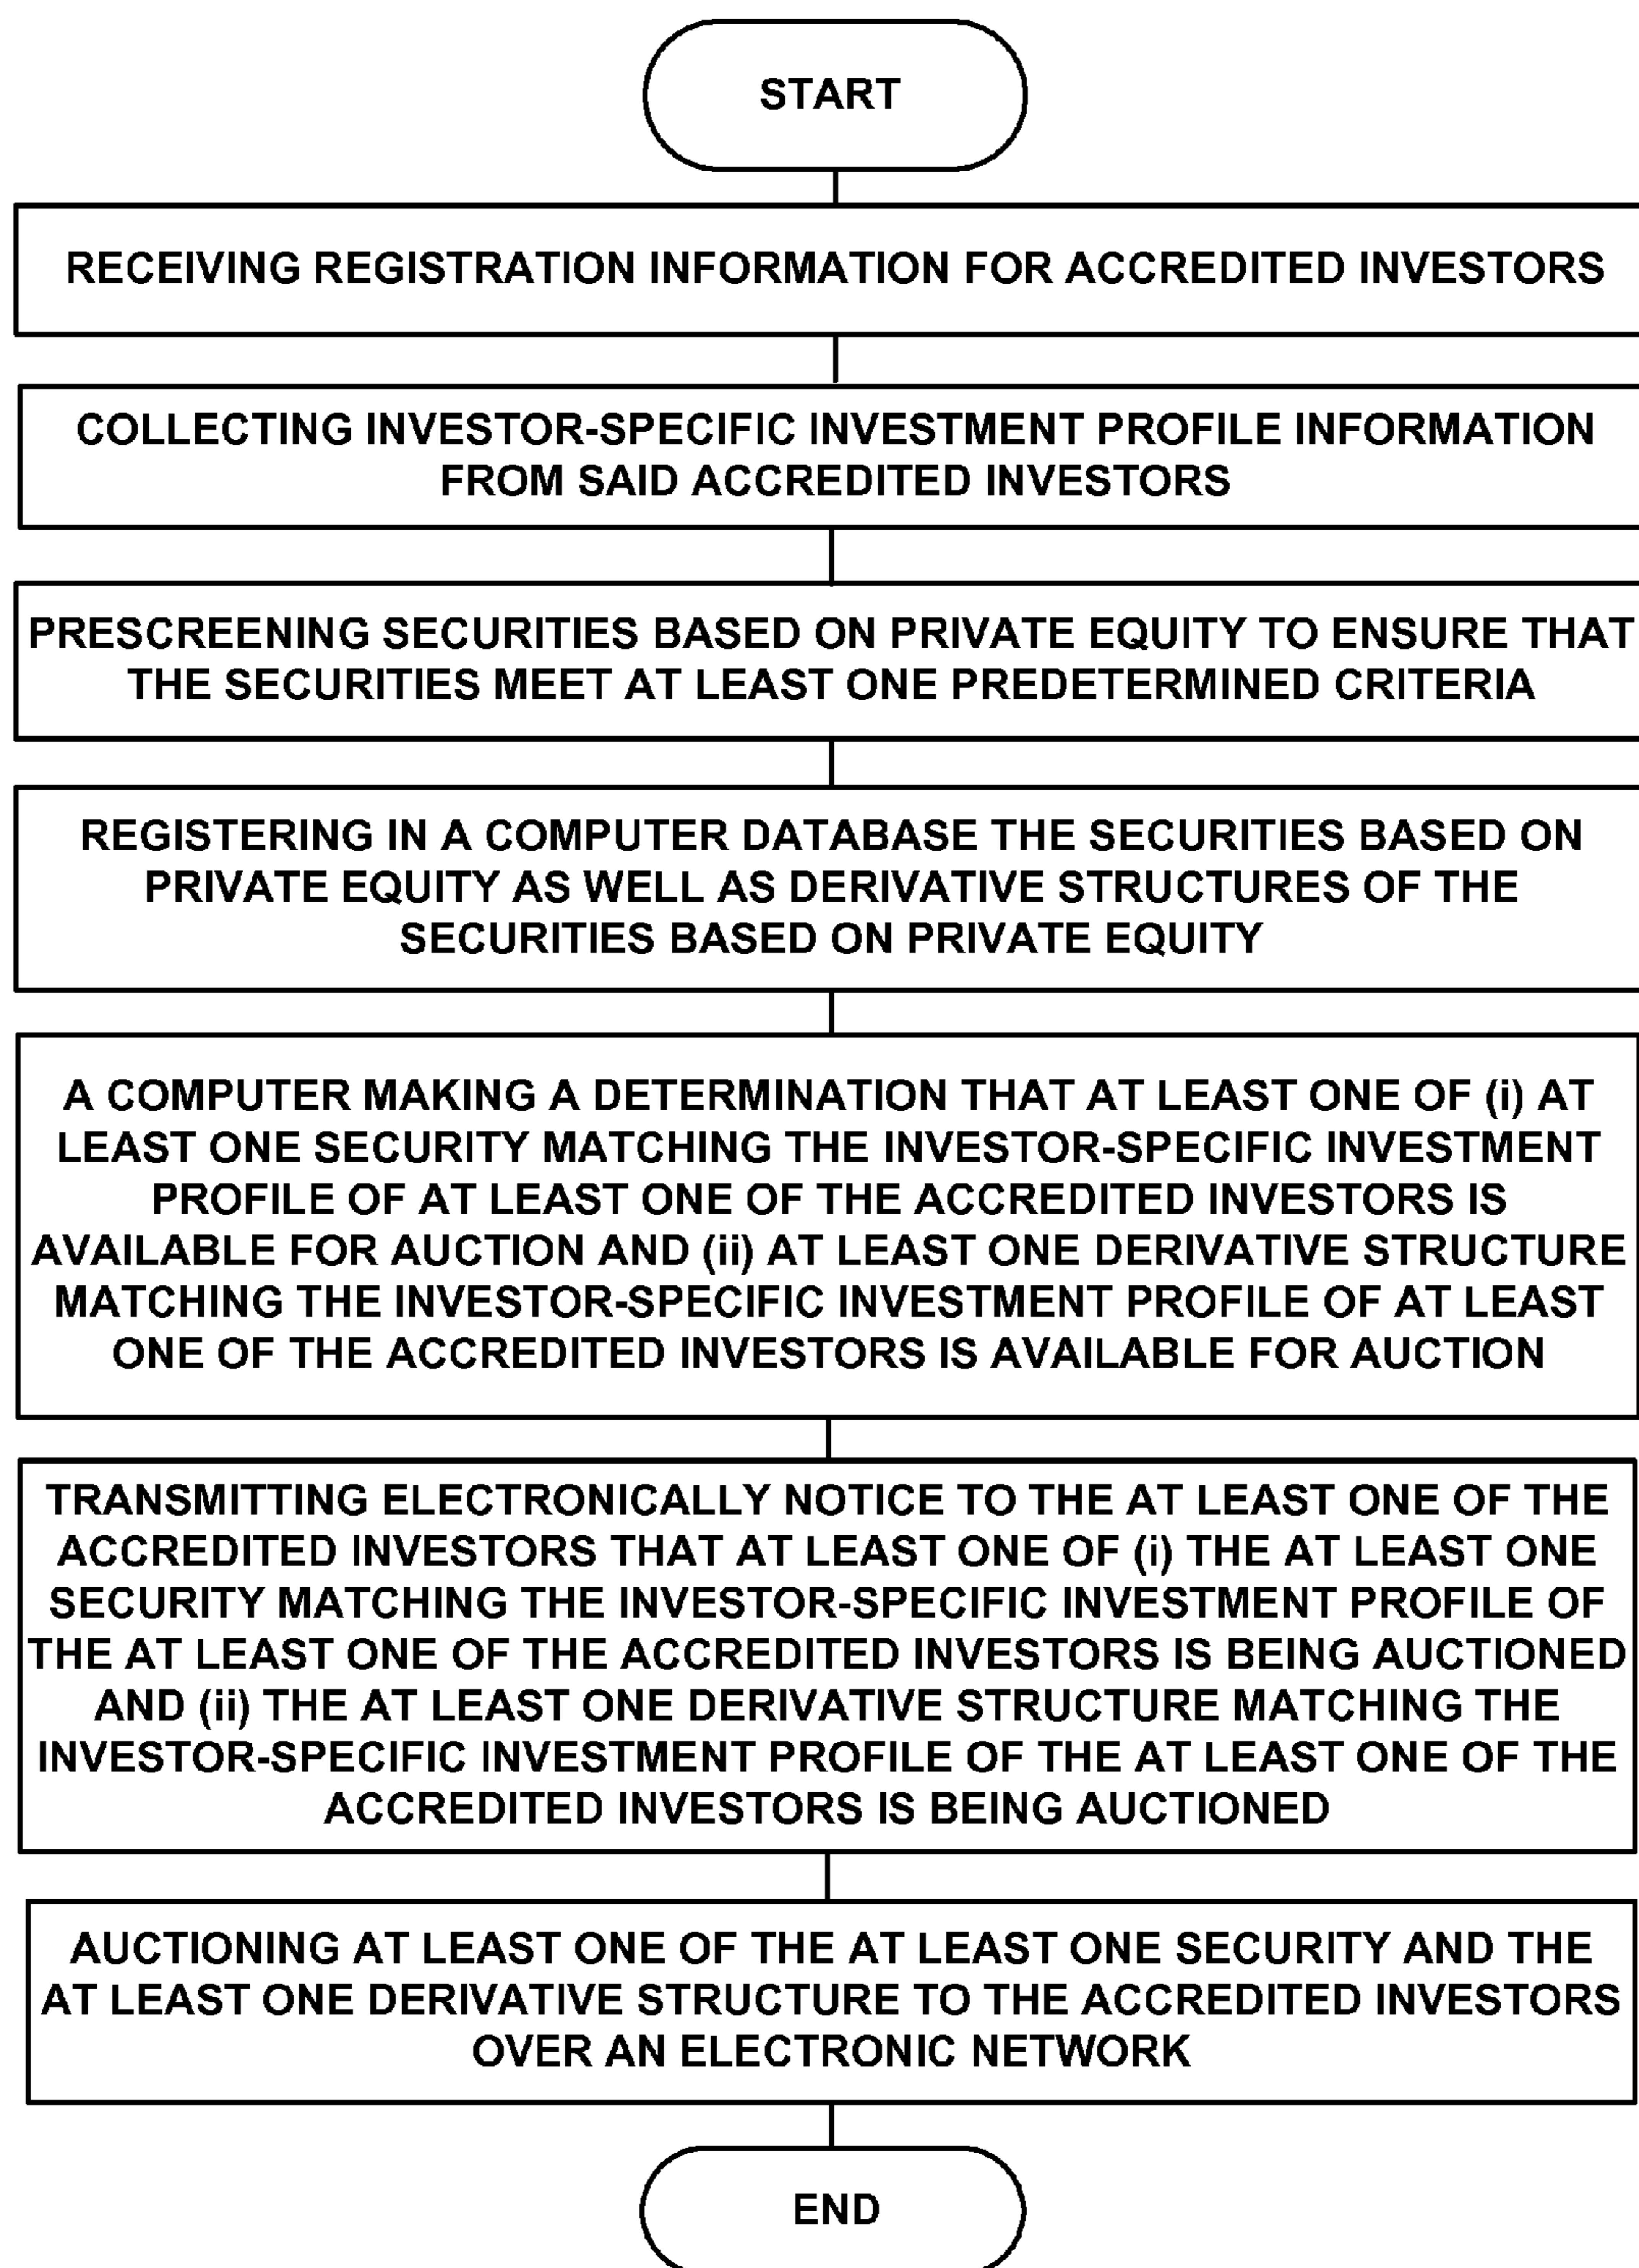 START
RECEIVING REGISTRATION INFORMATION FOR ACCREDITED INVESTORS
COLLECTING INVESTOR-SPECIFIC INVESTMENT PROFILE INFORMATION
FROM SAID ACCREDITED INVESTORS
PRESCREENING SECURITIES BASED ON PRIVATE EQUITY TO ENSURE THAT
THE SECURITIES MEET AT LEAST ONE PREDETERMINED CRITERIA
REGISTERING IN A COMPUTER DATABASE THE SECURITIES BASED ON
PRIVATE EQUITY AS WELL AS DERIVATIVE STRUCTURES OF THE
SECURITIES BASED ON PRIVATE EQUITY
A COMPUTER MAKING A DETERMINATION THAT AT LEAST ONE OF (i) AT
LEAST ONE SECURITY MATCHING THE INVESTOR-SPECIFIC INVESTMENT
PROFILE OF AT LEAST ONE OF THE ACCREDITED INVESTORS IS
AVAILABLE FOR AUCTION AND (ii) AT LEAST ONE DERIVATIVE STRUCTURE
MATCHING THE INVESTOR-SPECIFIC INVESTMENT PROFILE OF AT LEAST
ONE OF THE ACCREDITED INVESTORS IS AVAILABLE FOR AUCTION
TRANSMITTING ELECTRONICALLY NOTICE TO THE AT LEAST ONE OF THE
ACCREDITED INVESTORS THAT AT LEAST ONE OF (i) THE AT LEAST ONE
SECURITY MATCHING THE INVESTOR-SPECIFIC INVESTMENT PROFILE OF
THE AT LEAST ONE OF THE ACCREDITED INVESTORS IS BEING AUCTIONED
AND (ii) THE AT LEAST ONE DERIVATIVE STRUCTURE MATCHING THE
INVESTOR-SPECIFIC INVESTMENT PROFILE OF THE AT LEAST ONE OF THE
ACCREDITED INVESTORS IS BEING AUCTIONED
AUCTIONING AT LEAST ONE OF THE AT LEAST ONE SECURITY AND THE
AT LEAST ONE DERIVATIVE STRUCTURE TO THE ACCREDITED INVESTORS
OVER AN ELECTRONIC NETWORK
END